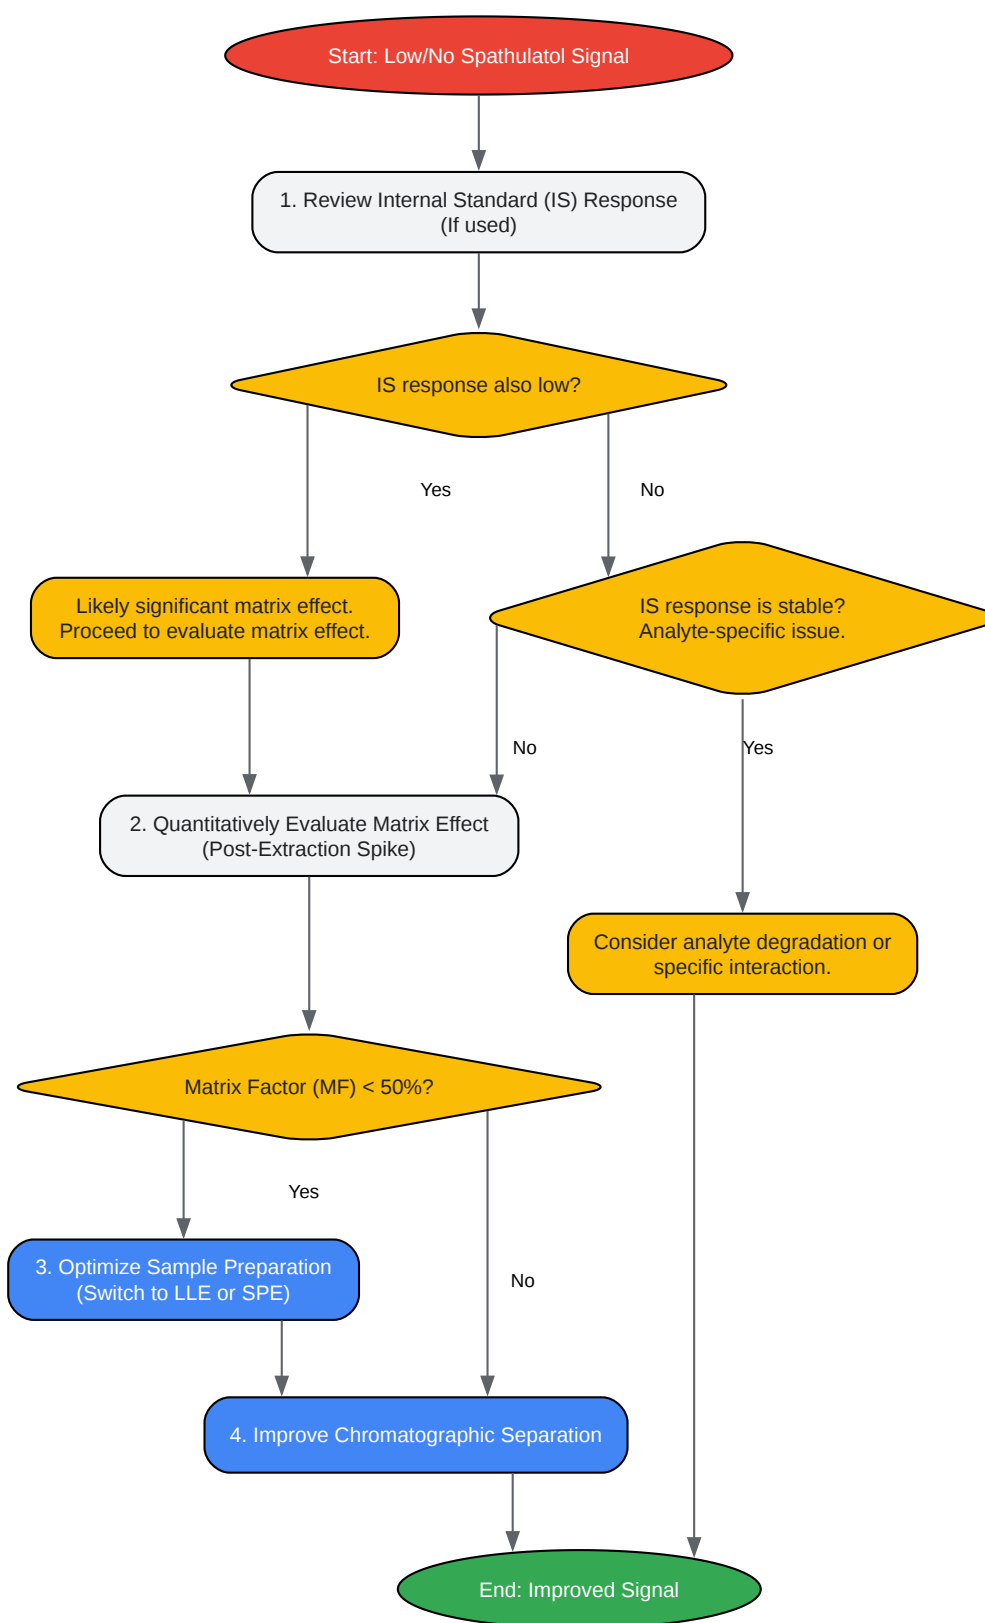 Start: Low/No Spathulatol Signal
1. Review Internal Standard (IS) Response
(If used)
IS response also low?
Yes
No
Likely significant matrix effect.
Proceed to evaluate matrix effect.
IS response is stable?
Analyte-specific issue.
No
Yes
2. Quantitatively Evaluate Matrix Effect
(Post-Extraction Spike)
Consider analyte degradation or
specific interaction.
Matrix Factor (MF) < 50%?
Yes
No
3. Optimize Sample Preparation
(Switch to LLE or SPE)
4. Improve Chromatographic Separation
End: Improved Signal